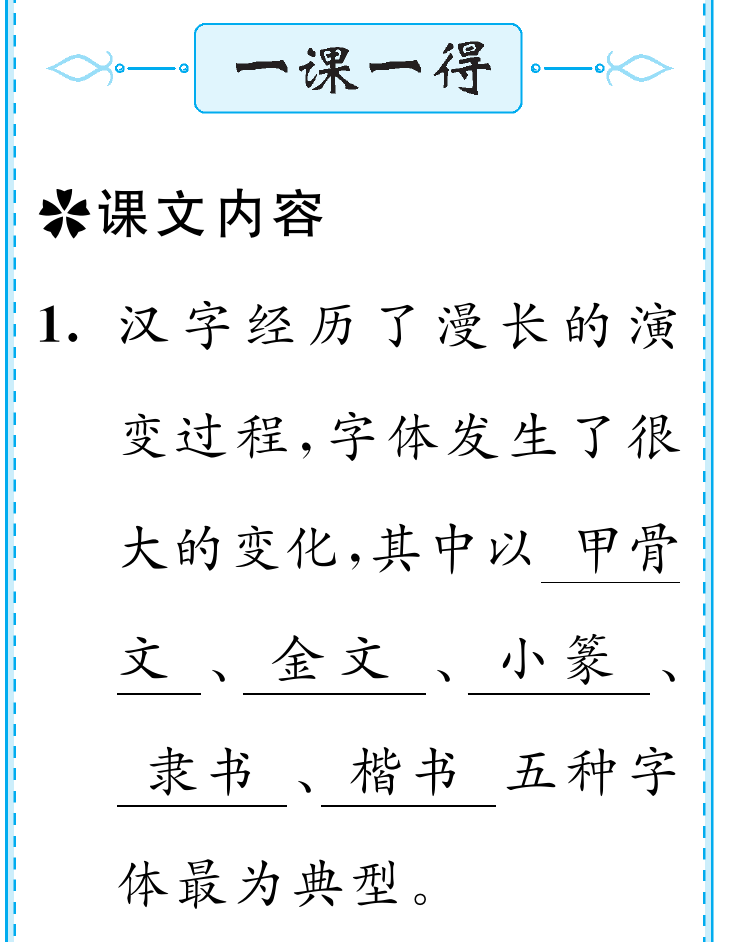 一课一得
课文内容
1. 汉字经历了漫长的演
变过程,字体发生了很
大的变化,其中以 甲骨
文 、 金文 、 小篆 、
隶书 、 楷书 五种字
体最为典型。